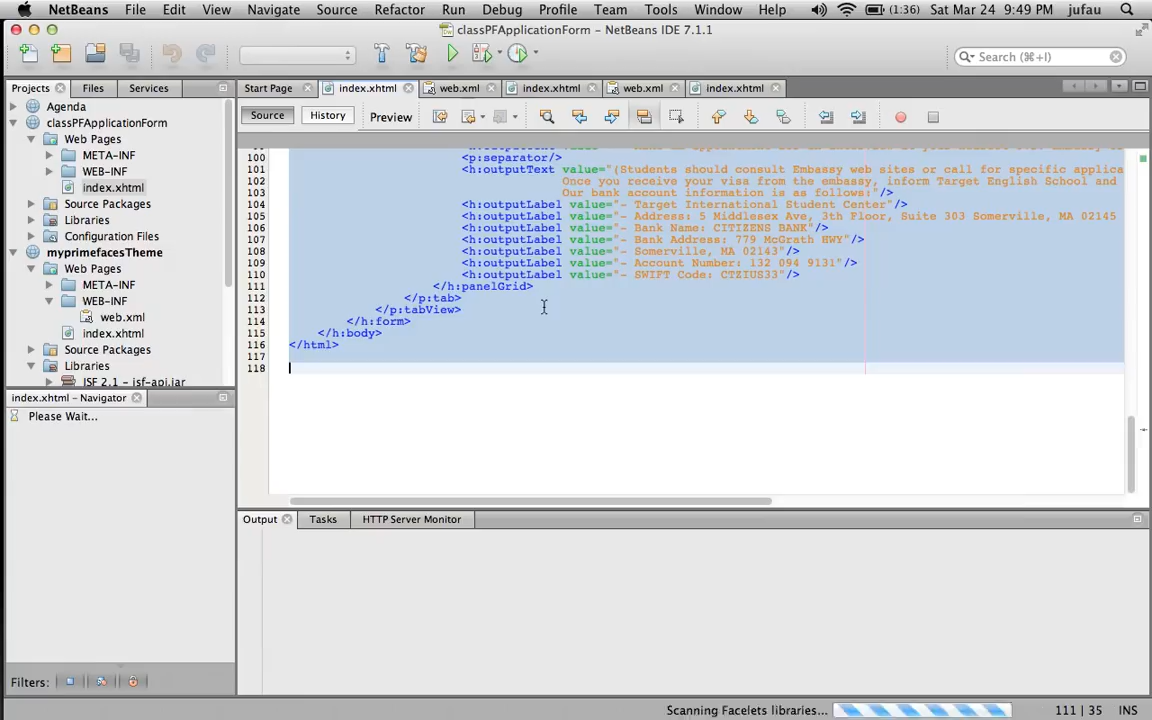 NetBeans File Edit View Navigate Source Refactor Run Debug Profile Team Tools Window Help (1:36) Sat Mar 24 9:49 PM jufau
classPFApplicationForm - NetBeans IDE 7.1.1
Search (⌘+I)
Projects Files Services
Start Page index.xhtml web.xml index.xhtml web.xml index.xhtml
Source History Preview
Agenda
classPFApplicationForm
Web Pages
META-INF
WEB-INF
index.xhtml
Source Packages
Libraries
Configuration Files
myprimefacesTheme
Web Pages
META-INF
WEB-INF
web.xml
index.xhtml
Source Packages
Libraries
JSF 2.1 - jsf-api.jar
100 <p:separator/>
101 <h:outputText value="(Students should consult Embassy web sites or call for specific applica
102 Once you receive your visa from the embassy, inform Target English School and
103 Our bank account information is as follows:"/>
104 <h:outputLabel value="- Target International Student Center"/>
105 <h:outputLabel value="- Address: 5 Middlesex Ave, 3th Floor, Suite 303 Somerville, MA 02145
106 <h:outputLabel value="- Bank Name: CITIZENS BANK"/>
107 <h:outputLabel value="- Bank Address: 779 McGrath HWY"/>
108 <h:outputLabel value="- Somerville, MA 02143"/>
109 <h:outputLabel value="- Account Number: 132 094 9131"/>
110 <h:outputLabel value="- SWIFT Code: CTZIUS33"/>
111 </h:panelGrid>
112 </p:tab>
113 </p:tabView>
114 </h:form>
115 </h:body>
116 </html>
117
118
index.xhtml - Navigator
Please Wait...
Output Tasks HTTP Server Monitor
Filters:
Scanning Facelets libraries... 111 | 35 INS